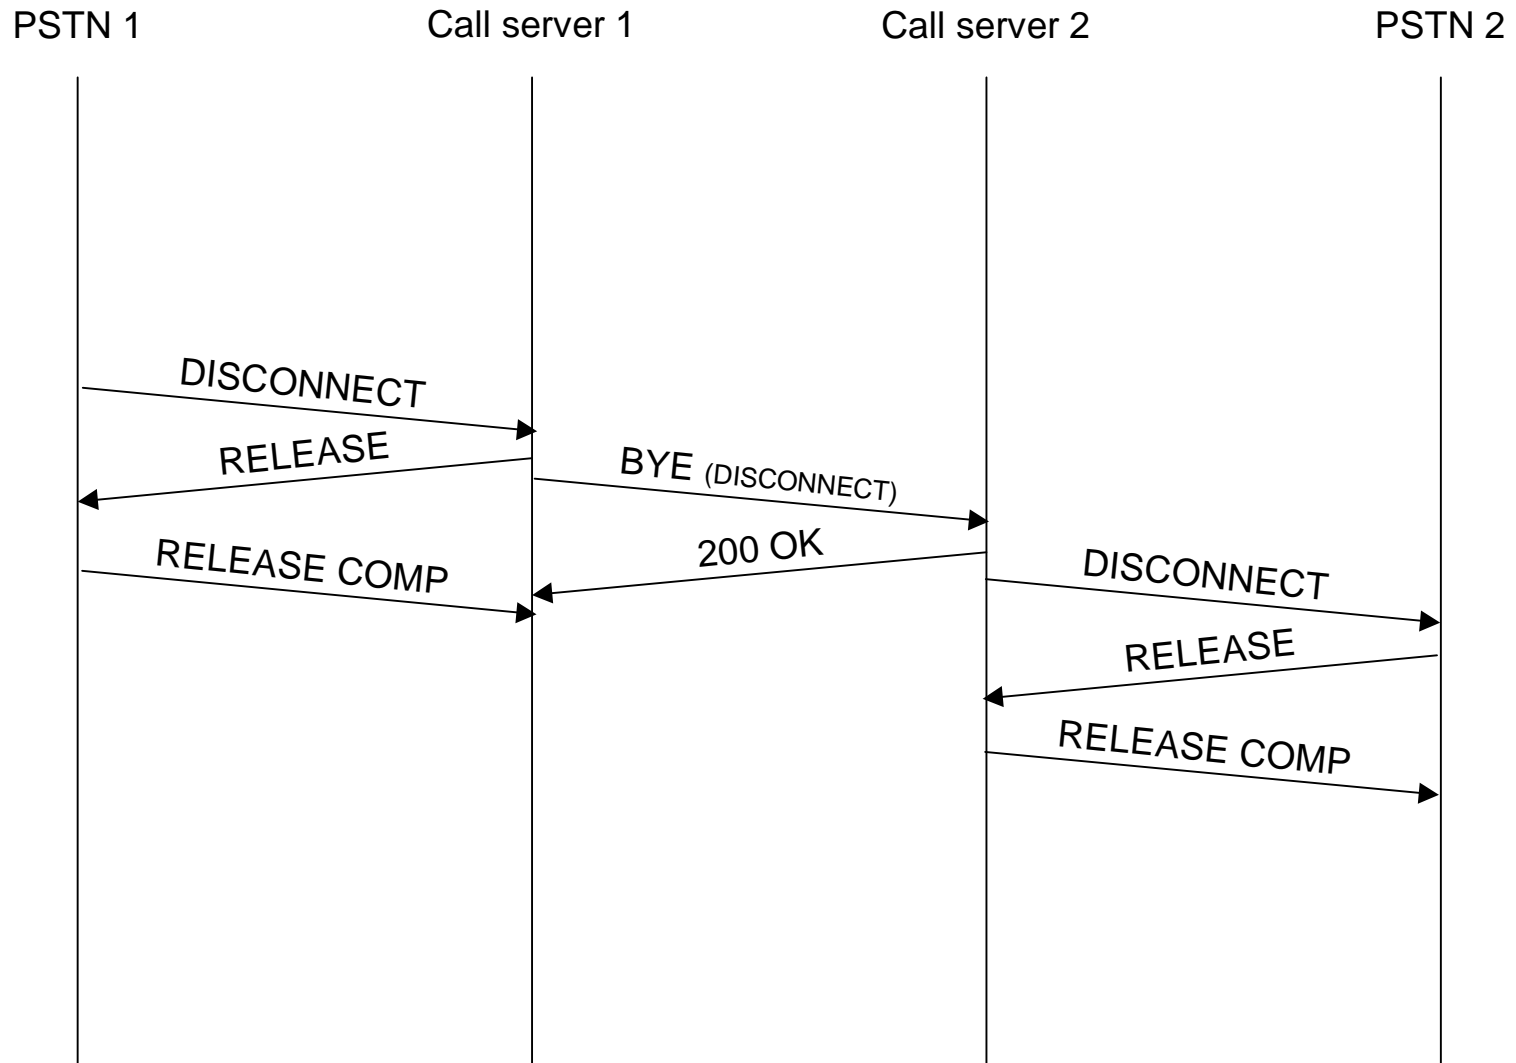 PSTN 1
Call server 1
Call server 2
PSTN 2
DISCONNECT
RELEASE
BYE (DISCONNECT)
200 OK
RELEASE COMP
DISCONNECT
RELEASE
RELEASE COMP